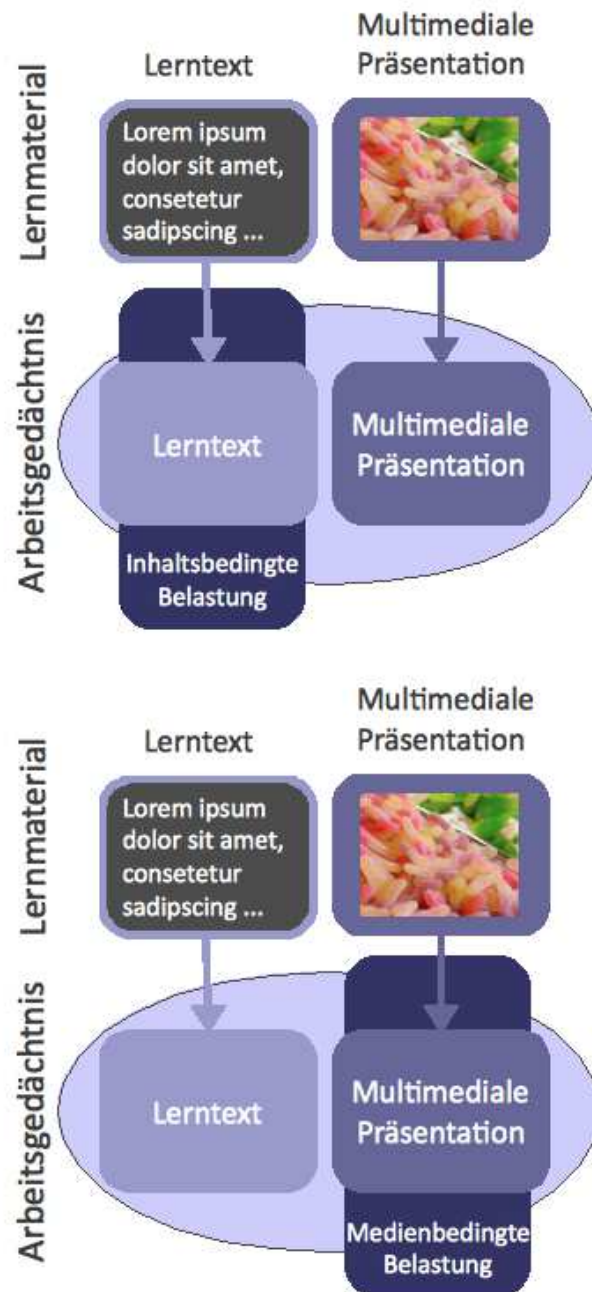 Lerntext
Multimediale
Präsentation
Lernmaterial
Lorem ipsum
dolor sit amet,
consetetur
sadipscing ...
Arbeitsgedächtnis
Lerntext
Multimediale
Präsentation
Inhaltsbedingte
Belastung
Lerntext
Multimediale
Präsentation
Lernmaterial
Lorem ipsum
dolor sit amet,
consetetur
sadipscing ...
Arbeitsgedächtnis
Lerntext
Multimediale
Präsentation
Medienbedingte
Belastung